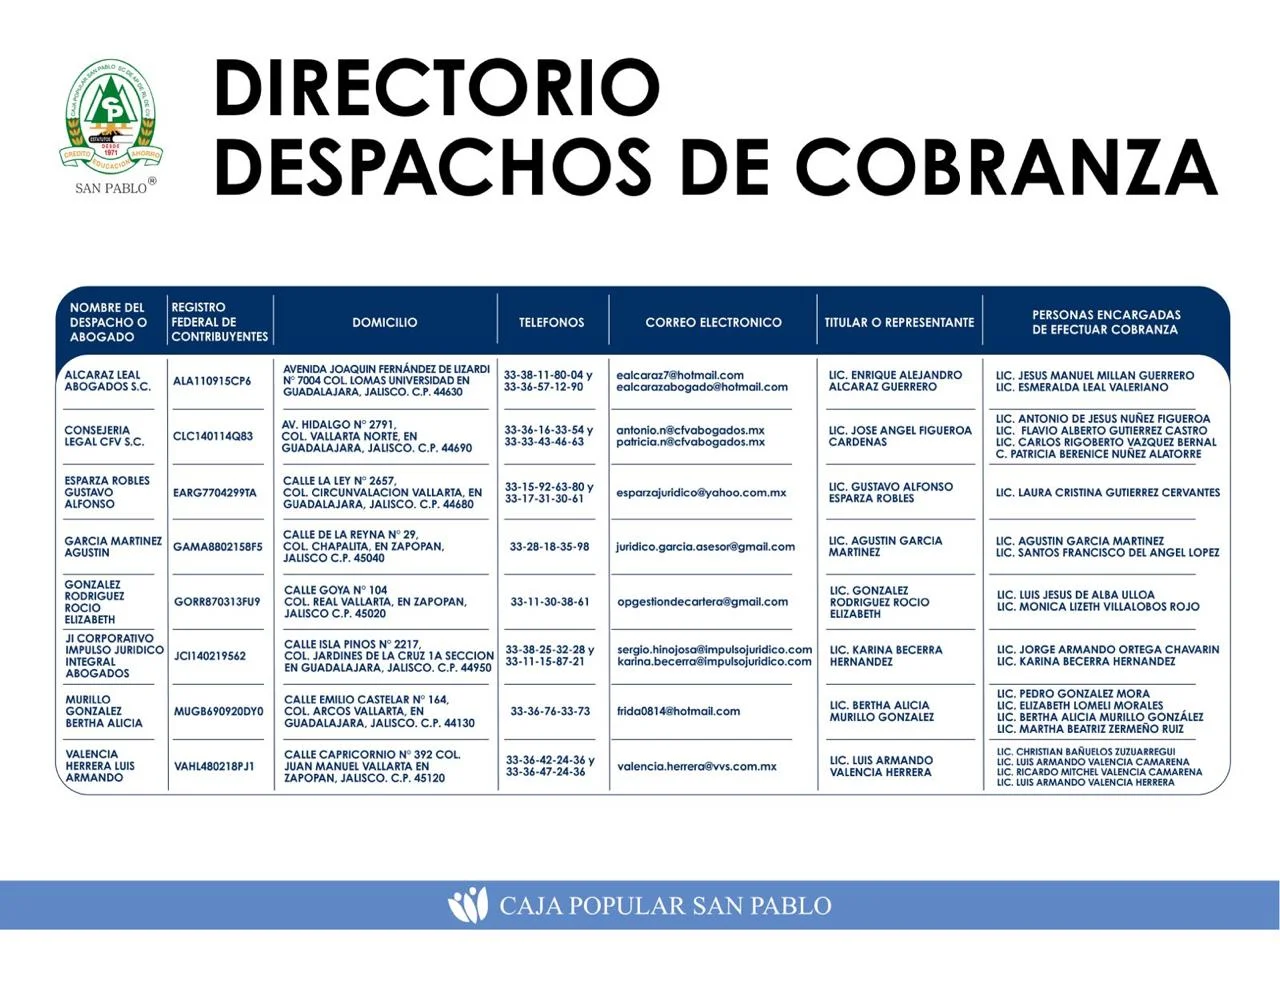 CAJA POPULAR SAN PABLO SC DE AP DE RL DE CV
CP
ESTATUTOS
DESDE
1971
CREDITO EDUCACION AHORRO
SAN PABLO®
DIRECTORIO
DESPACHOS DE COBRANZA
NOMBRE DEL
DESPACHO O
ABOGADO
REGISTRO
FEDERAL DE
CONTRIBUYENTES
DOMICILIO
TELEFONOS
CORREO ELECTRONICO
TITULAR O REPRESENTANTE
PERSONAS ENCARGADAS
DE EFECTUAR COBRANZA
ALCARAZ LEAL
ABOGADOS S.C.
ALA110915CP6
AVENIDA JOAQUIN FERNÁNDEZ DE LIZARDI
N° 7004 COL. LOMAS UNIVERSIDAD EN
GUADALAJARA, JALISCO. C.P. 44630
33-38-11-80-04 y
33-36-57-12-90
ealcaraz7@hotmail.com
ealcarazabogado@hotmail.com
LIC. ENRIQUE ALEJANDRO
ALCARAZ GUERRERO
LIC. JESUS MANUEL MILLAN GUERRERO
LIC. ESMERALDA LEAL VALERIANO
CONSEJERIA
LEGAL CFV S.C.
CLC140114Q83
AV. HIDALGO N° 2791,
COL. VALLARTA NORTE, EN
GUADALAJARA, JALISCO. C.P. 44690
33-36-16-33-54 y
33-33-43-46-63
antonio.n@cfvabogados.mx
patricia.n@cfvabogados.mx
LIC. JOSE ANGEL FIGUEROA
CARDENAS
LIC. ANTONIO DE JESUS NUÑEZ FIGUEROA
LIC. FLAVIO ALBERTO GUTIERREZ CASTRO
LIC. CARLOS RIGOBERTO VAZQUEZ BERNAL
C. PATRICIA BERENICE NUÑEZ ALATORRE
ESPARZA ROBLES
GUSTAVO
ALFONSO
EARG7704299TA
CALLE LA LEY N° 2657,
COL. CIRCUNVALACIÓN VALLARTA, EN
GUADALAJARA, JALISCO. C.P. 44680
33-15-92-63-80 y
33-17-31-30-61
esparzajuridico@yahoo.com.mx
LIC. GUSTAVO ALFONSO
ESPARZA ROBLES
LIC. LAURA CRISTINA GUTIERREZ CERVANTES
GARCIA MARTINEZ
AGUSTIN
GAMA8802158F5
CALLE DE LA REYNA N° 29,
COL. CHAPALITA, EN ZAPOPAN,
JALISCO C.P. 45040
33-28-18-35-98
juridico.garcia.asesor@gmail.com
LIC. AGUSTIN GARCIA
MARTINEZ
LIC. AGUSTIN GARCIA MARTINEZ
LIC. SANTOS FRANCISCO DEL ANGEL LOPEZ
GONZALEZ
RODRIGUEZ
ROCIO
ELIZABETH
GORR870313FU9
CALLE GOYA N° 104
COL. REAL VALLARTA, EN ZAPOPAN,
JALISCO C.P. 45020
33-11-30-38-61
opgestiondecartera@gmail.com
LIC. GONZALEZ
RODRIGUEZ ROCIO
ELIZABETH
LIC. LUIS JESUS DE ALBA ULLOA
LIC. MONICA LIZETH VILLALOBOS ROJO
JI CORPORATIVO
IMPULSO JURIDICO
INTEGRAL
ABOGADOS
JCI140219562
CALLE ISLA PINOS N° 2217,
COL. JARDINES DE LA CRUZ 1A SECCION
EN GUADALAJARA, JALISCO. C.P. 44950
33-38-25-32-28 y
33-11-15-87-21
sergio.hinojosa@impulsojuridico.com
karina.becerra@impulsojuridico.com
LIC. KARINA BECERRA
HERNANDEZ
LIC. JORGE ARMANDO ORTEGA CHAVARIN
LIC. KARINA BECERRA HERNANDEZ
MURILLO
GONZALEZ
BERTHA ALICIA
MUGB690920DY0
CALLE EMILIO CASTELAR N° 164,
COL. ARCOS VALLARTA, EN
GUADALAJARA, JALISCO. C.P. 44130
33-36-76-33-73
frida0814@hotmail.com
LIC. BERTHA ALICIA
MURILLO GONZALEZ
LIC. PEDRO GONZALEZ MORA
LIC. ELIZABETH LOMELI MORALES
LIC. BERTHA ALICIA MURILLO GONZÁLEZ
LIC. MARTHA BEATRIZ ZERMEÑO RUIZ
VALENCIA
HERRERA LUIS
ARMANDO
VAHL480218PJ1
CALLE CAPRICORNIO N° 392 COL.
JUAN MANUEL VALLARTA EN
ZAPOPAN, JALISCO. C.P. 45120
33-36-42-24-36 y
33-36-47-24-36
valencia.herrera@vvs.com.mx
LIC. LUIS ARMANDO
VALENCIA HERRERA
LIC. CHRISTIAN BAÑUELOS ZUZUARREGUI
LIC. LUIS ARMANDO VALENCIA CAMARENA
LIC. RICARDO MITCHEL VALENCIA CAMARENA
LIC. LUIS ARMANDO VALENCIA HERRERA
CAJA POPULAR SAN PABLO